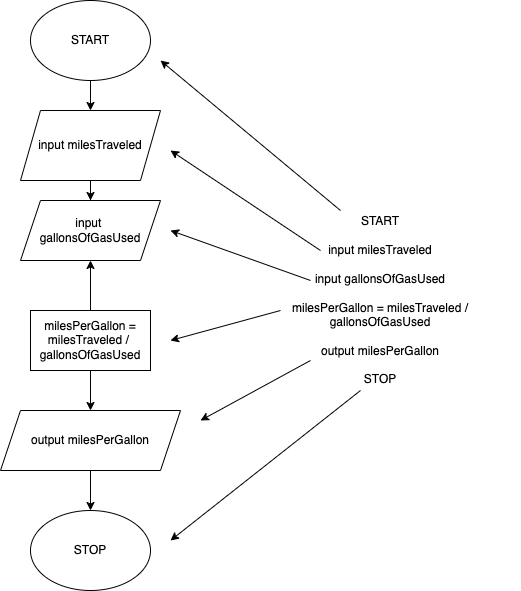 START
input milesTraveled
input
gallonsOfGasUsed
milesPerGallon =
milesTraveled /
gallonsOfGasUsed
output milesPerGallon
STOP
START
input milesTraveled
input gallonsOfGasUsed
milesPerGallon = milesTraveled /
gallonsOfGasUsed
output milesPerGallon
STOP